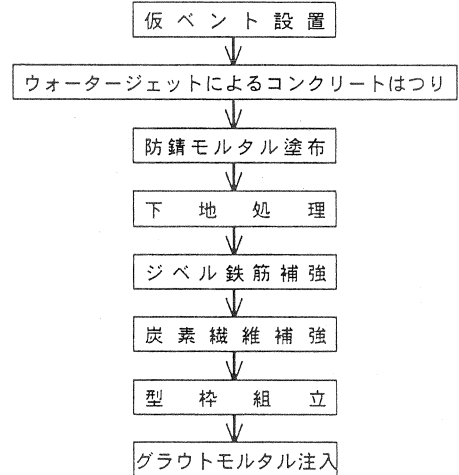 仮ベント設置
ウォータージェットによるコンクリートはつり
防錆モルタル塗布
下地処理
ジベル鉄筋補強
炭素繊維補強
型枠組立
グラウトモルタル注入